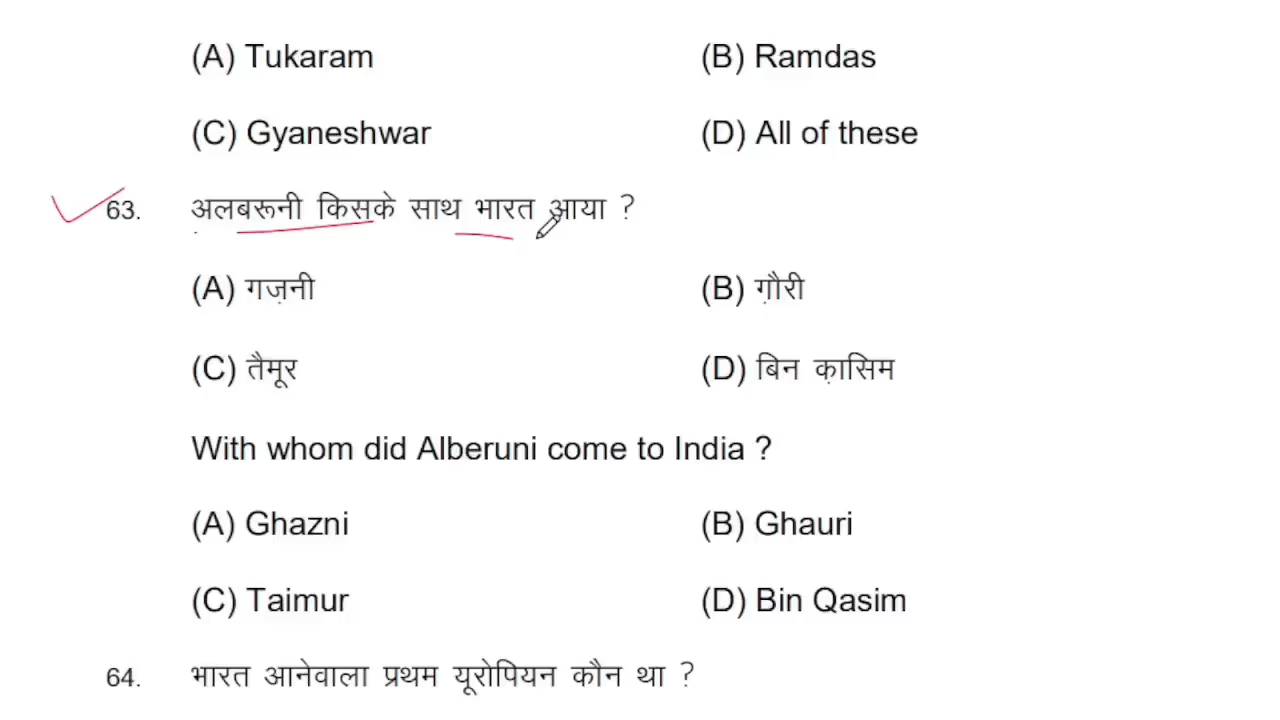 (A) Tukaram (B) Ramdas
(C) Gyaneshwar (D) All of these
63. अलबरूनी किसके साथ भारत आया ?
(A) गज़नी (B) ग़ौरी
(C) तैमूर (D) बिन क़ासिम
With whom did Alberuni come to India ?
(A) Ghazni (B) Ghauri
(C) Taimur (D) Bin Qasim
64. भारत आनेवाला प्रथम यूरोपियन कौन था ?